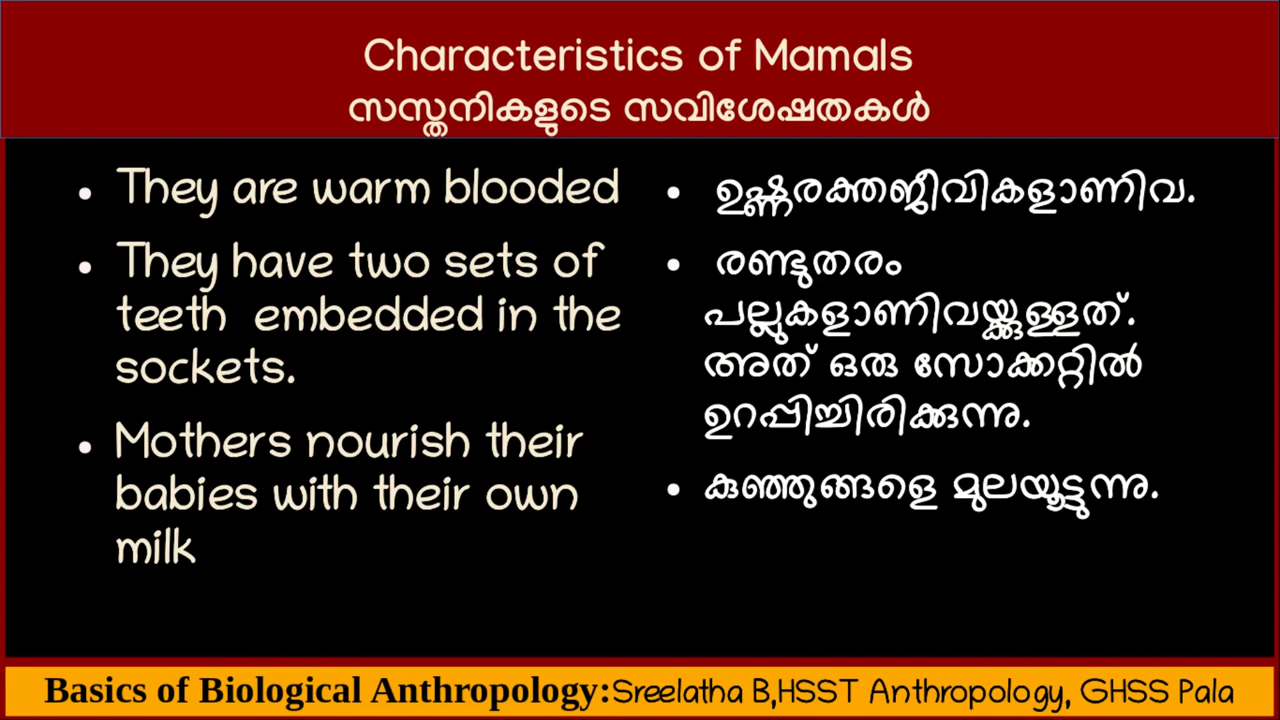 Characteristics of Mamals
സസ്തനികളുടെ സവിശേഷതകൾ
• They are warm blooded
• They have two sets of
teeth embedded in the
sockets.
• Mothers nourish their
babies with their own
milk
• ഉഷ്ണരക്തജീവികളാണിവ.
• രണ്ടുതരം
പല്ലുകളാണിവയ്ക്കുള്ളത്.
അത് ഒരു സോക്കറ്റിൽ
ഉറപ്പിച്ചിരിക്കുന്നു.
• കുഞ്ഞുങ്ങളെ മുലയൂട്ടുന്നു.
Basics of Biological Anthropology:Sreelatha B,HSST Anthropology, GHSS Pala